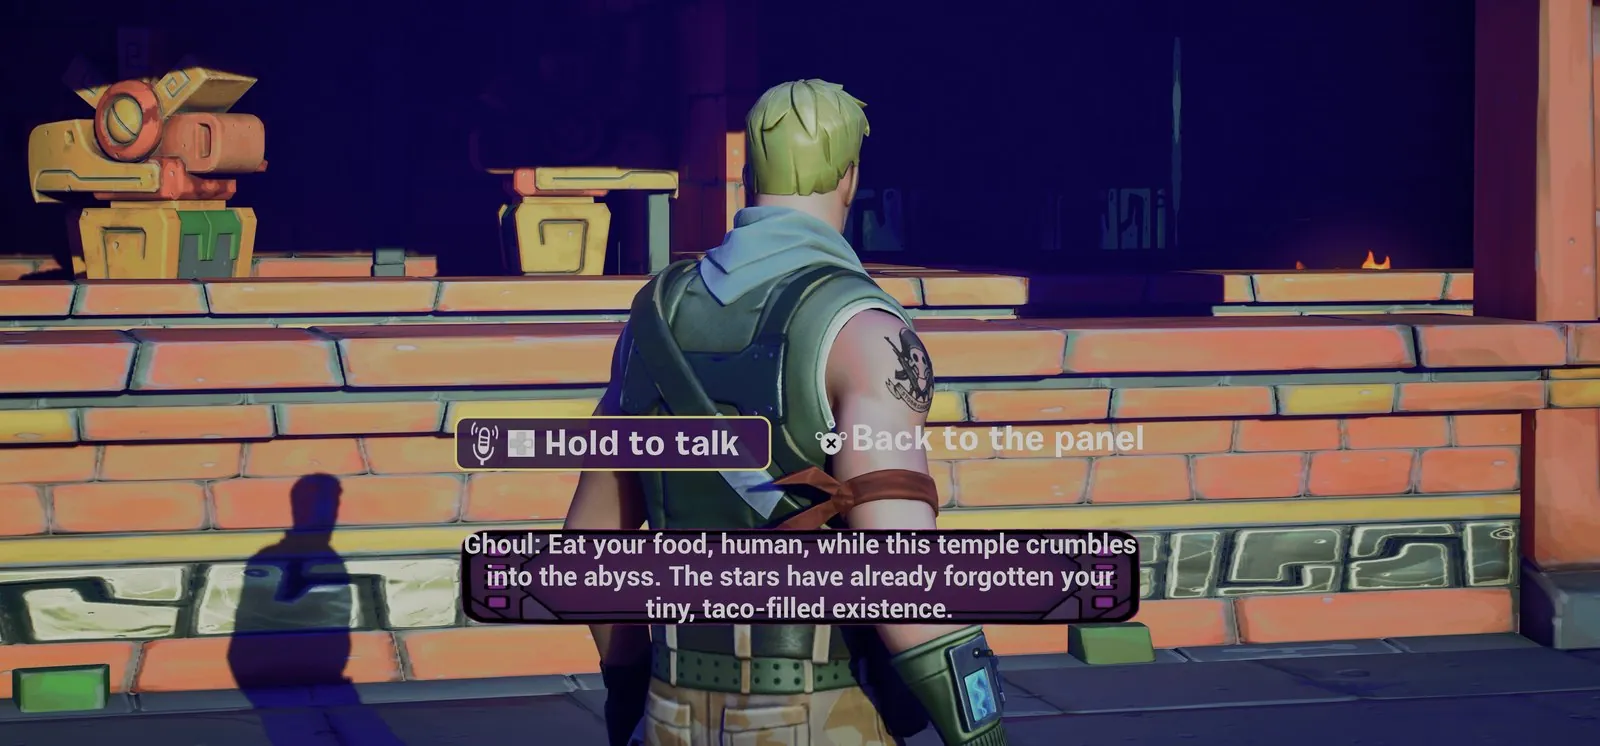 Hold to talk
Back to the panel
Ghoul: Eat your food, human, while this temple crumbles
into the abyss. The stars have already forgotten your
tiny, taco-filled existence.